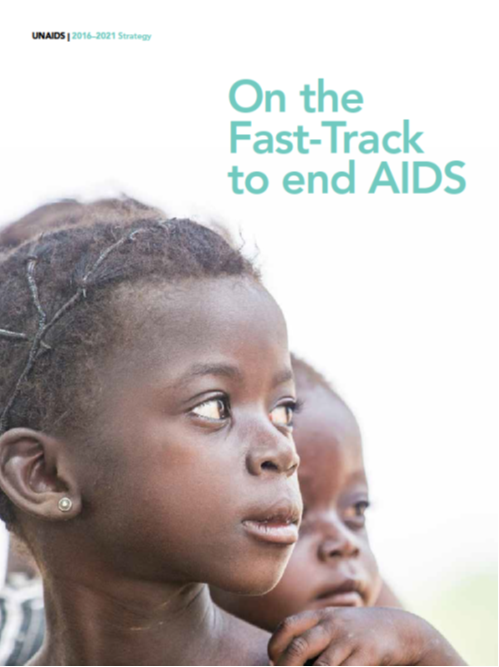 UNAIDS | 2016–2021 Strategy
On the
Fast-Track
to end AIDS